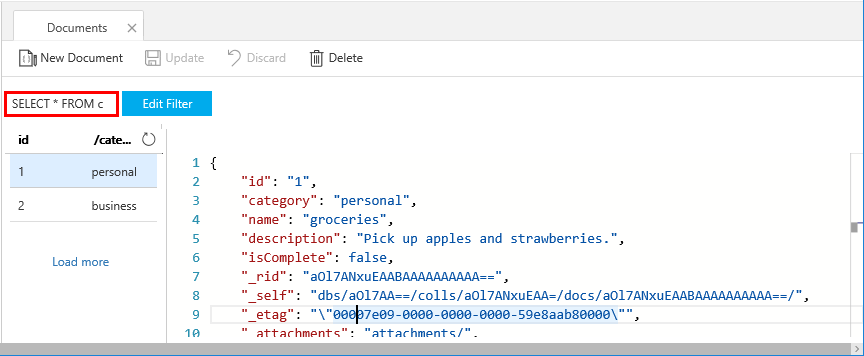 Documents
New Document Update Discard Delete
SELECT * FROM c Edit Filter
id /cate...
1 personal
2 business
Load more
1 {
2 "id": "1",
3 "category": "personal",
4 "name": "groceries",
5 "description": "Pick up apples and strawberries.",
6 "isComplete": false,
7 "_rid": "aOl7ANxuEAABAAAAAAAAAA==",
8 "_self": "dbs/aOl7AA==/colls/aOl7ANxuEAA=/docs/aOl7ANxuEAABAAAAAAAAAA==/",
9 "_etag": "\"00007e09-0000-0000-0000-59e8aab80000\"",
10 "_attachments": "attachments/",